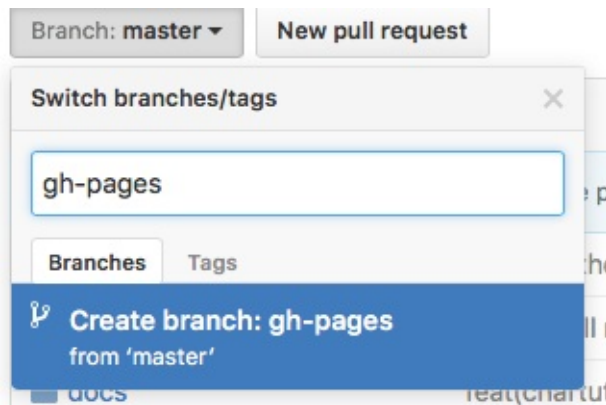 Branch: master
New pull request
Switch branches/tags
gh-pages
Branches
Tags
Create branch: gh-pages
from ‘master’
docs